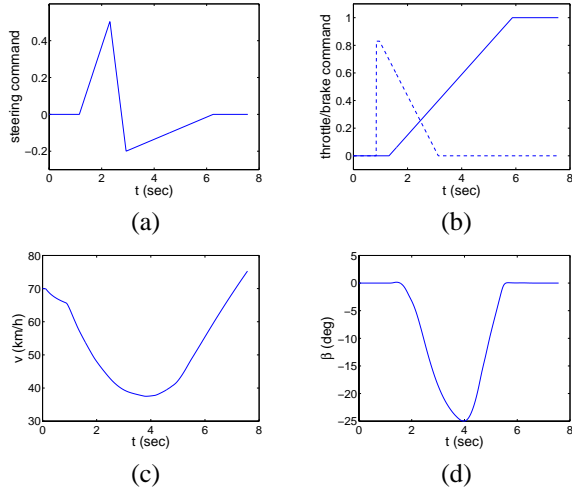 steering command
0.4
0.2
0
−0.2
0 2 4 6 8
t (sec)
(a)
throttle/brake command
1
0.8
0.6
0.4
0.2
0
0 2 4 6 8
t (sec)
(b)
v (km/h)
80
70
60
50
40
30
0 2 4 6 8
t (sec)
(c)
β (deg)
5
0
−5
−10
−15
−20
−25
0 2 4 6 8
t (sec)
(d)